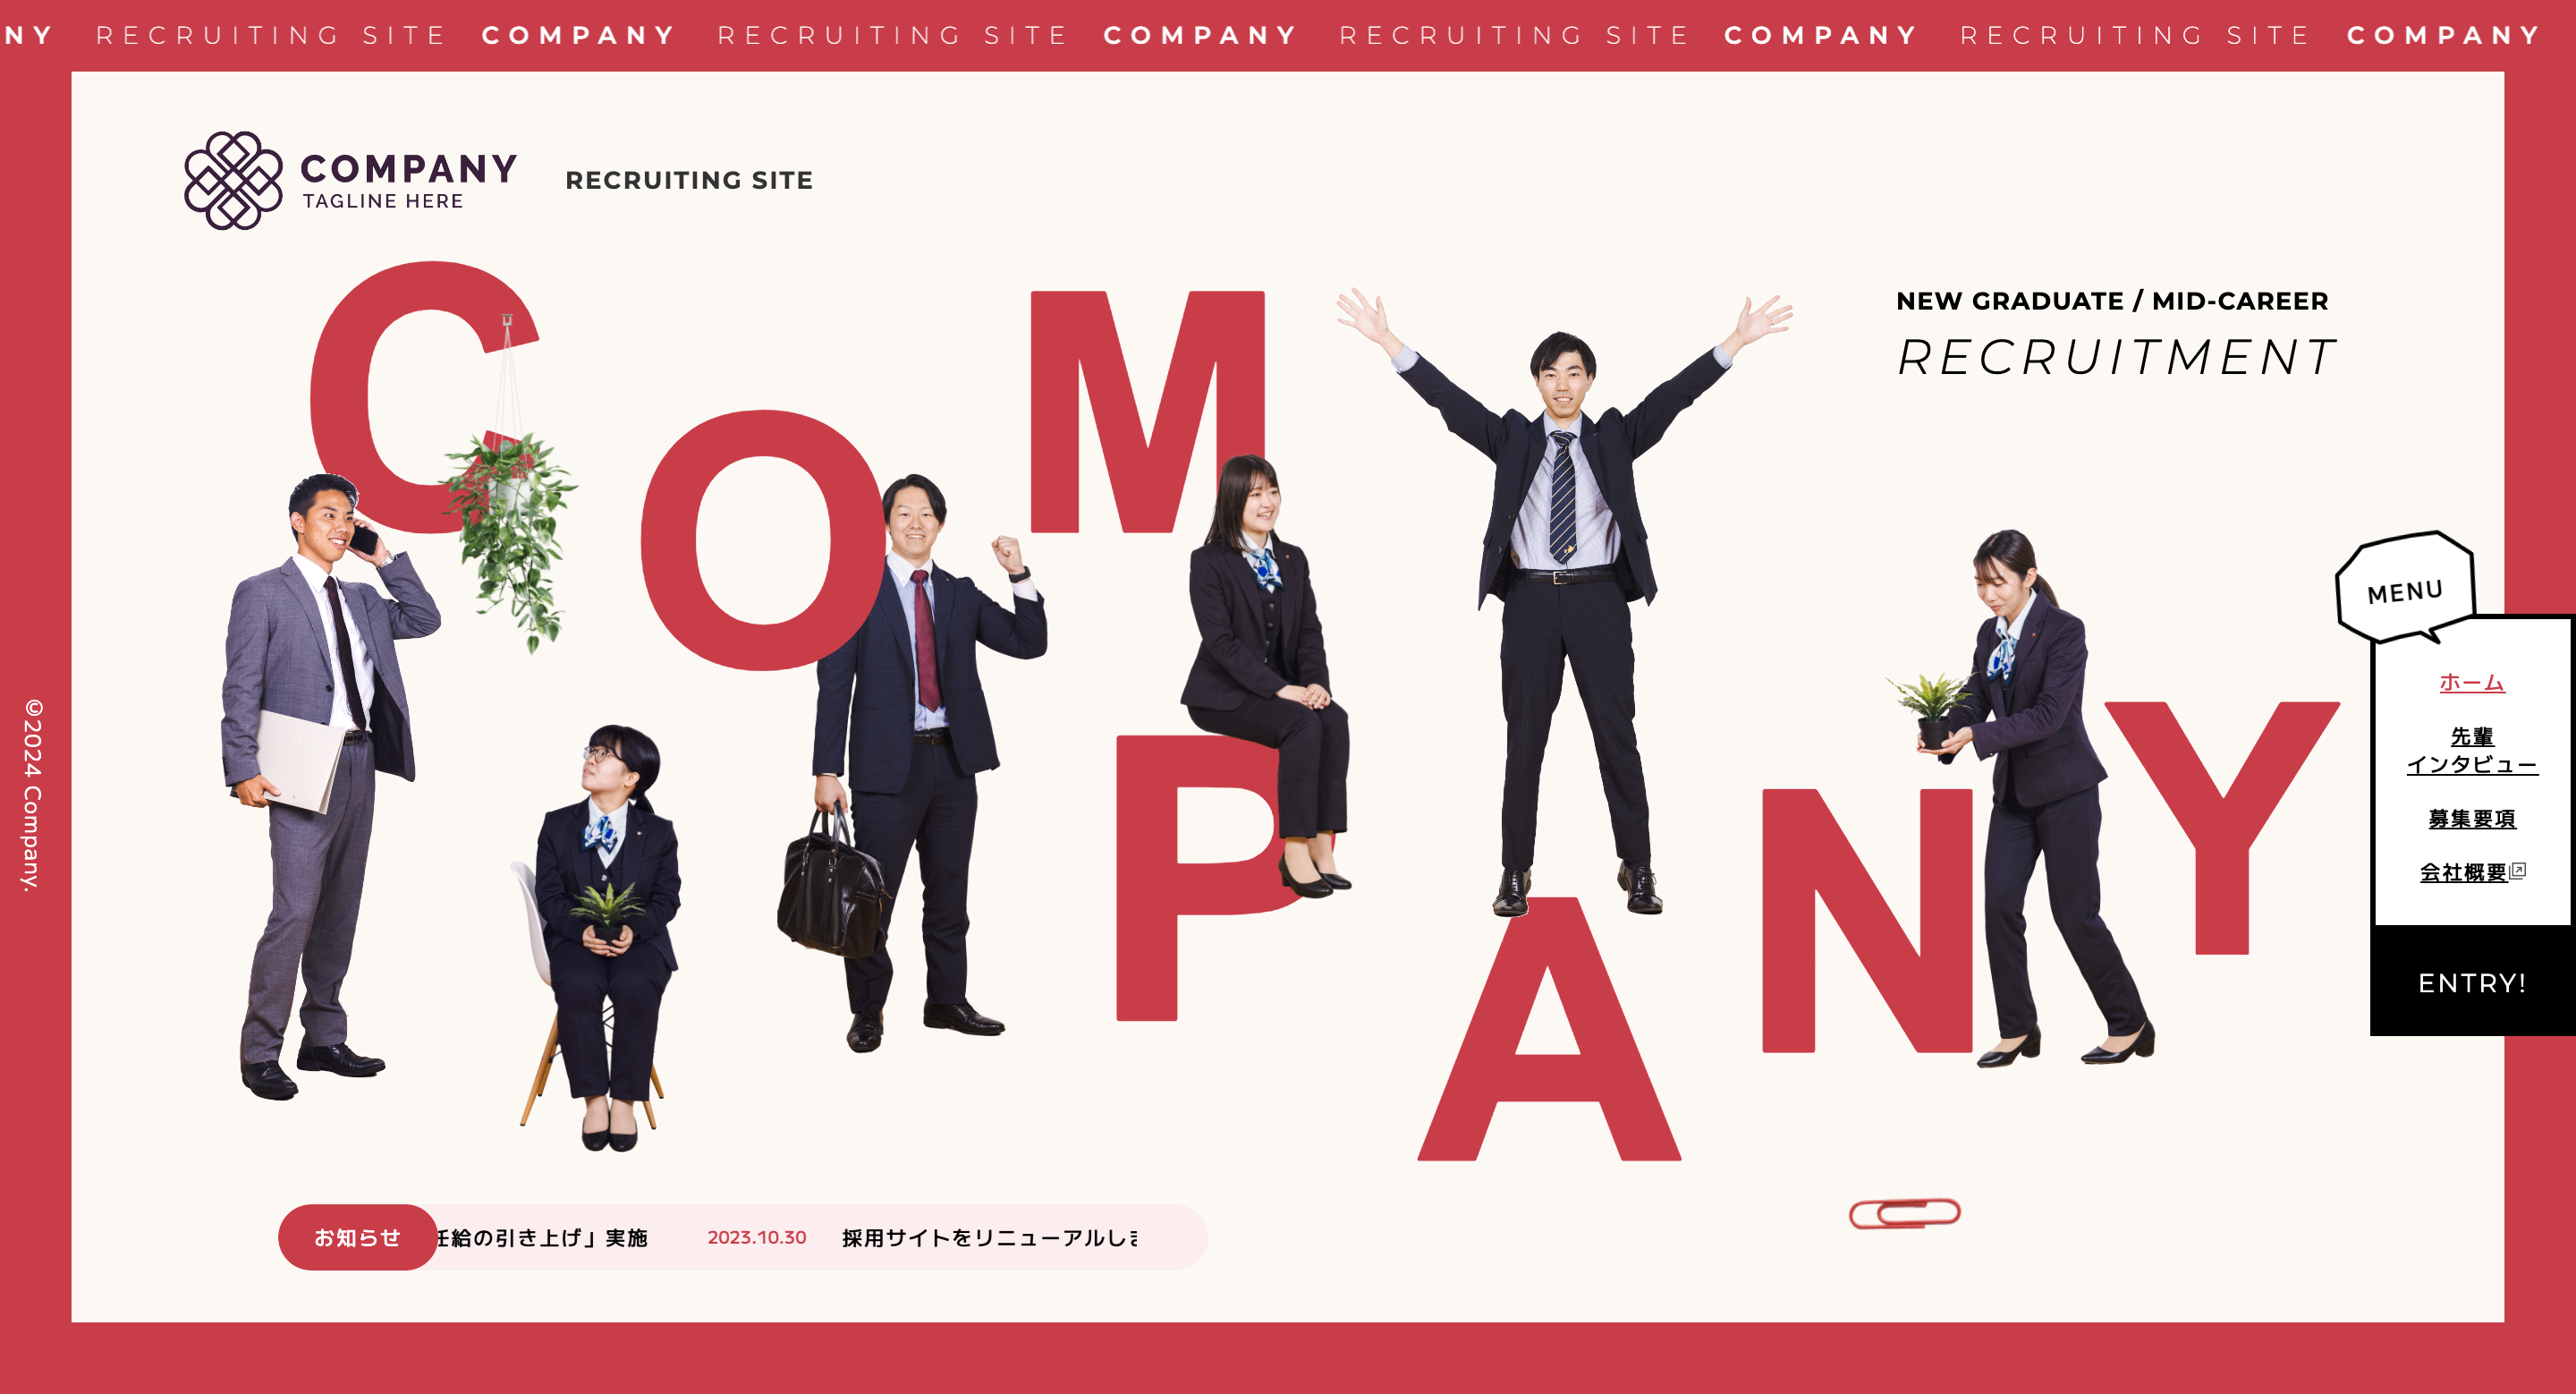 NY RECRUITING SITE COMPANY RECRUITING SITE COMPANY RECRUITING SITE COMPANY RECRUITING SITE COMPANY
COMPANY
TAGLINE HERE
RECRUITING SITE
NEW GRADUATE / MID-CAREER
RECRUITMENT
COMPANY
MENU
ホーム
先輩
インタビュー
募集要項
会社概要
ENTRY!
©2024 Company.
お知らせ 給の引き上げ」実施 2023.10.30 採用サイトをリニューアルし